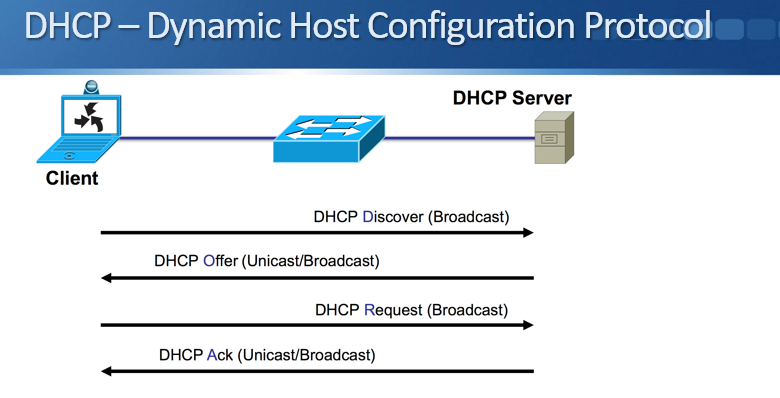 DHCP – Dynamic Host Configuration Protocol
DHCP Server
Client
DHCP Discover (Broadcast)
DHCP Offer (Unicast/Broadcast)
DHCP Request (Broadcast)
DHCP Ack (Unicast/Broadcast)